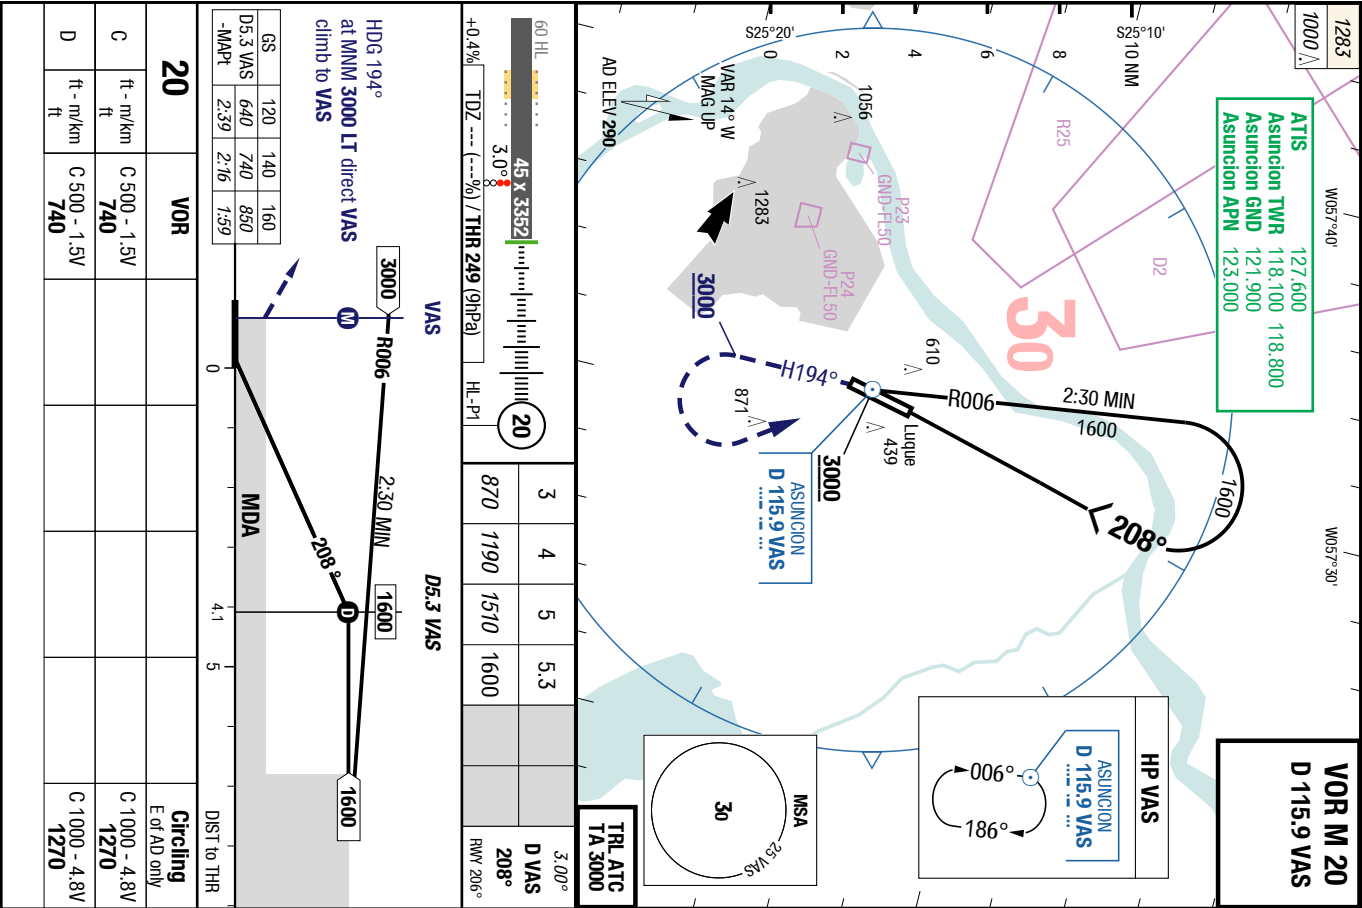 VOR M 20
D 115.9 VAS
1283
1000
ATIS 127.600
Asuncion TWR 118.100 118.800
Asuncion GND 121.900
Asuncion APN 123.000
W057°40'
W057°30'
S25°10'
S25°20'
10 NM
8
6
4
2
0
R25
D2
30
P23
GND-FL50
P24
GND-FL50
1056
1283
610
871
Luque
439
VAR 14° W
MAG UP
AD ELEV 290
R006
2:30 MIN
1600
1600
208°
H194°
3000
3000
ASUNCION
D 115.9 VAS
HP VAS
ASUNCION
D 115.9 VAS
006°
186°
MSA
30
25 VAS
TRL ATC
TA 3000
60 HL
45 x 3352
3.0°
+0.4%
TDZ --- (---%) / THR 249 (9hPa)
HL-P1
20
3 4 5 5.3
870 1190 1510 1600
3.00°
D VAS
208°
RWY 206°
VAS
D5.3 VAS
HDG 194°
at MNM 3000 LT direct VAS
climb to VAS
3000
R006
2:30 MIN
1600
1600
M
D
208°
MDA
GS 120 140 160
D5.3 VAS 640 740 850
-MAPt 2:39 2:16 1:59
0
4.1
5
DIST to THR
20
VOR
Circling
E of AD only
C
ft - m/km
ft
C 500 - 1.5V
740
C 1000 - 4.8V
1270
D
ft - m/km
ft
C 500 - 1.5V
740
C 1000 - 4.8V
1270